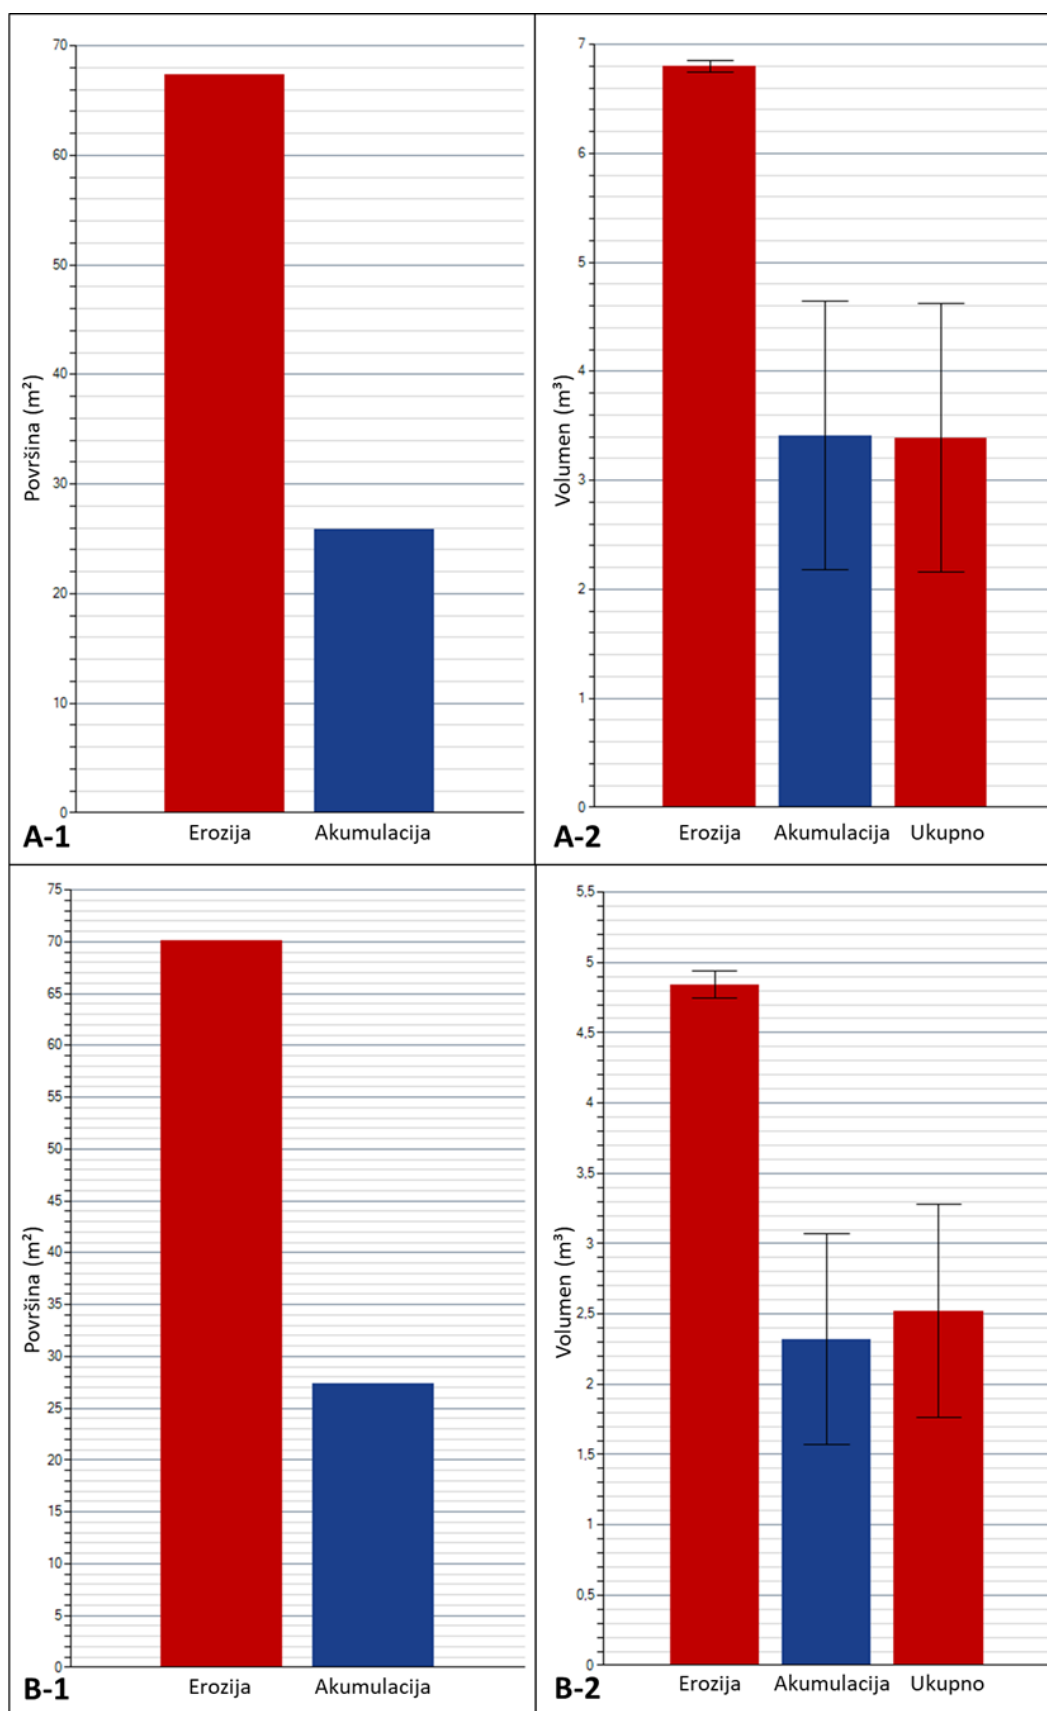 70
60
50
40
30
20
10
0
Površina (m²)
Erozija
Akumulacija
A-1
7
6
5
4
3
2
1
0
Volumen (m³)
Erozija
Akumulacija
Ukupno
A-2
75
70
65
60
55
50
45
40
35
30
25
20
15
10
5
0
Površina (m²)
Erozija
Akumulacija
B-1
5,5
5
4,5
4
3,5
3
2,5
2
1,5
1
0,5
0
Volumen (m³)
Erozija
Akumulacija
Ukupno
B-2